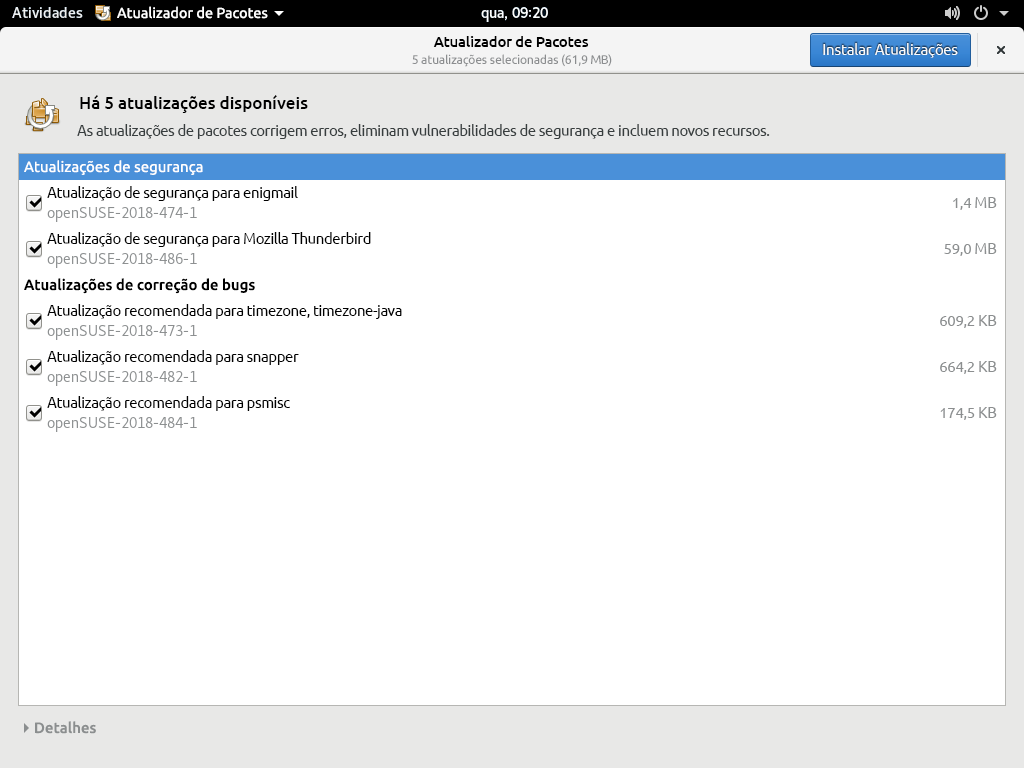 Atividades Atualizador de Pacotes qua, 09:20
Atualizador de Pacotes
5 atualizações selecionadas (61,9 MB)
Instalar Atualizações
Há 5 atualizações disponíveis
As atualizações de pacotes corrigem erros, eliminam vulnerabilidades de segurança e incluem novos recursos.
Atualizações de segurança
Atualização de segurança para enigmail
openSUSE-2018-474-1
1,4 MB
Atualização de segurança para Mozilla Thunderbird
openSUSE-2018-486-1
59,0 MB
Atualizações de correção de bugs
Atualização recomendada para timezone, timezone-java
openSUSE-2018-473-1
609,2 KB
Atualização recomendada para snapper
openSUSE-2018-482-1
664,2 KB
Atualização recomendada para psmisc
openSUSE-2018-484-1
174,5 KB
Detalhes